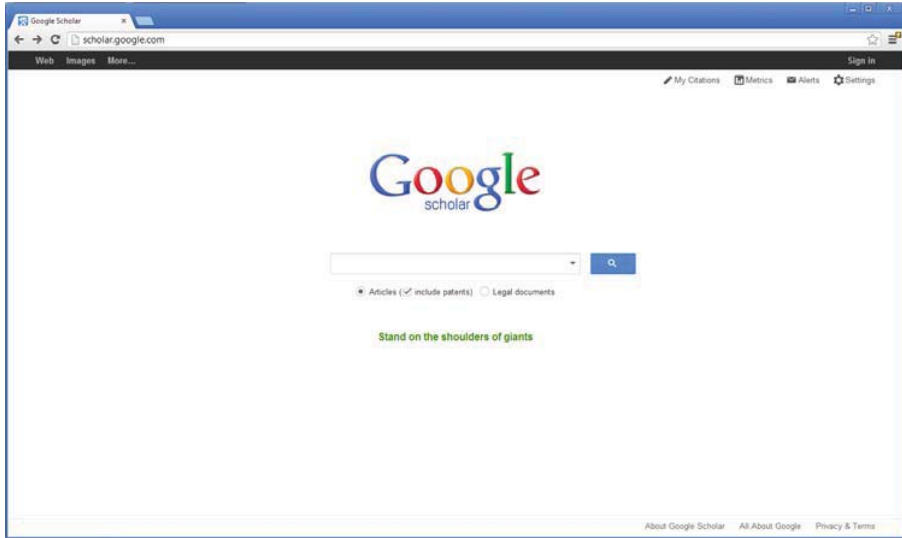 Google Scholar
scholar.google.com
Web Images More... Sign in
My Citations Metrics Alerts Settings
Google
scholar
Articles (include patents) Legal documents
Stand on the shoulders of giants
About Google Scholar All About Google Privacy & Terms